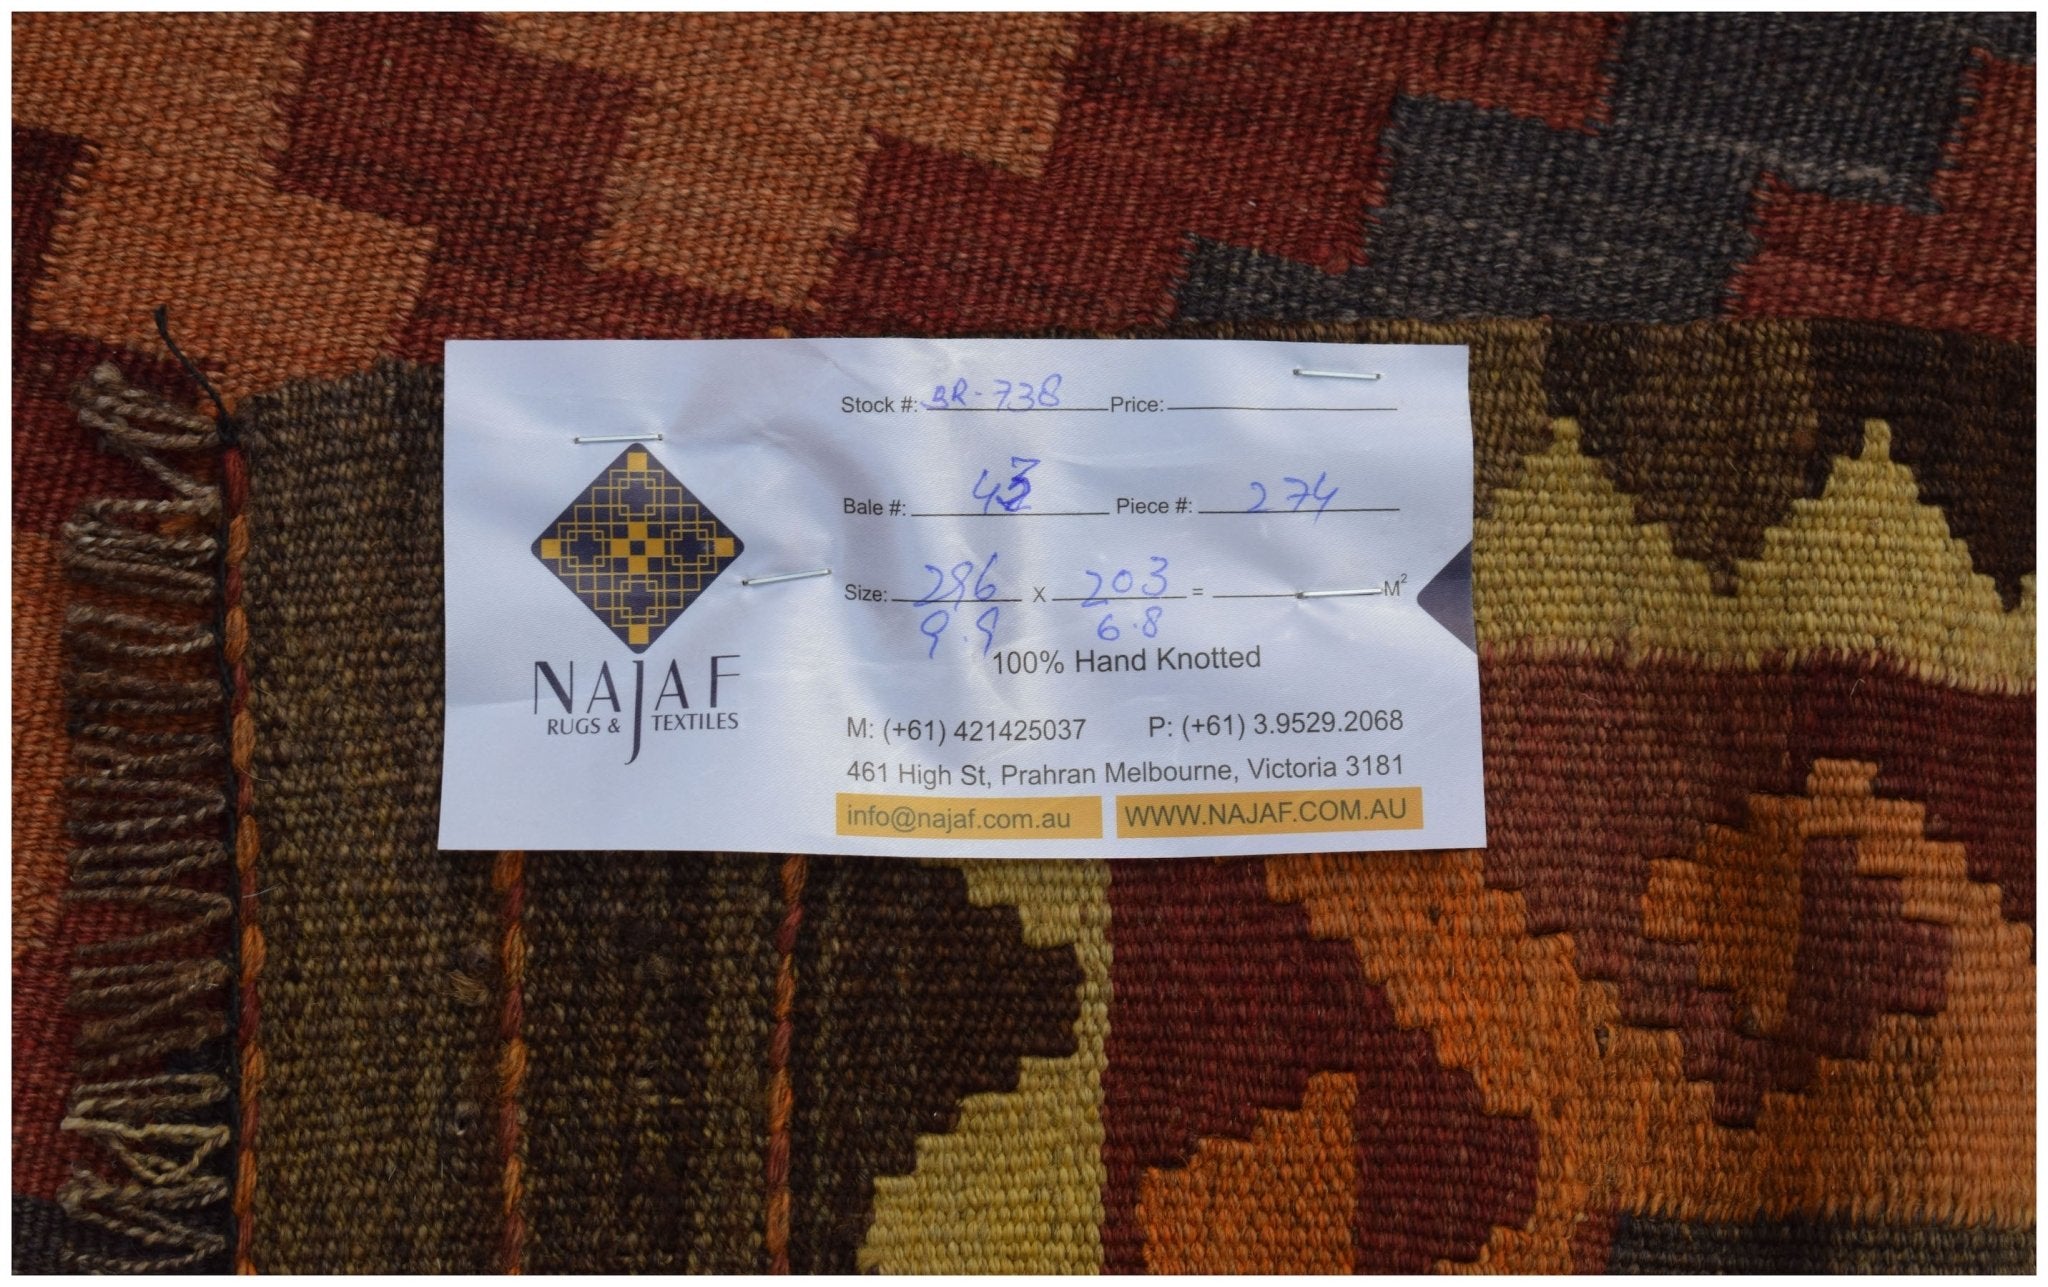 Stock #: BR-738 Price:
Bale #: 43 Piece #: 274
Size: 296 X 203 = M²
9.9 6.8
100% Hand Knotted
NAJAF
RUGS & TEXTILES
M: (+61) 421425037 P: (+61) 3.9529.2068
461 High St, Prahran Melbourne, Victoria 3181
info@najaf.com.au WWW.NAJAF.COM.AU